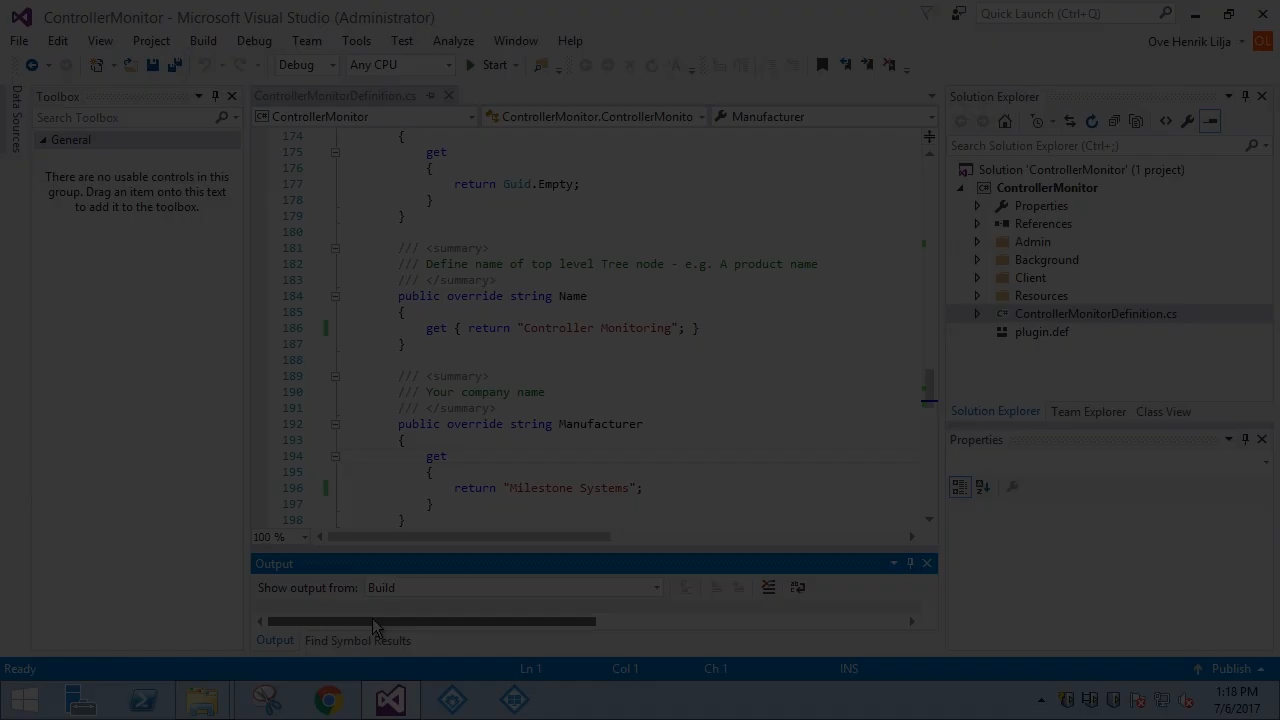 ControllerMonitor - Microsoft Visual Studio (Administrator)
Quick Launch (Ctrl+Q)
File Edit View Project Build Debug Team Tools Test Analyze Window Help
Ove Henrik Lilja
OL
Debug Any CPU Start
Data Sources
Toolbox
Search Toolbox
General
There are no usable controls in this
group. Drag an item onto this text
to add it to the toolbox.
ControllerMonitorDefinition.cs
ControllerMonitor ControllerMonitor.ControllerMonito Manufacturer
174 {
175 get
176 {
177 return Guid.Empty;
178 }
179 }
180
181 /// <summary>
182 /// Define name of top level Tree node - e.g. A product name
183 /// </summary>
184 public override string Name
185 {
186 get { return "Controller Monitoring"; }
187 }
188
189 /// <summary>
190 /// Your company name
191 /// </summary>
192 public override string Manufacturer
193 {
194 get
195 {
196 return "Milestone Systems";
197 }
198 }
100 %
Output
Show output from: Build
Output Find Symbol Results
Solution Explorer
Search Solution Explorer (Ctrl+;)
Solution 'ControllerMonitor' (1 project)
ControllerMonitor
Properties
References
Admin
Background
Client
Resources
ControllerMonitorDefinition.cs
plugin.def
Solution Explorer Team Explorer Class View
Properties
Ready Ln 1 Col 1 Ch 1 INS Publish
1:18 PM
7/6/2017